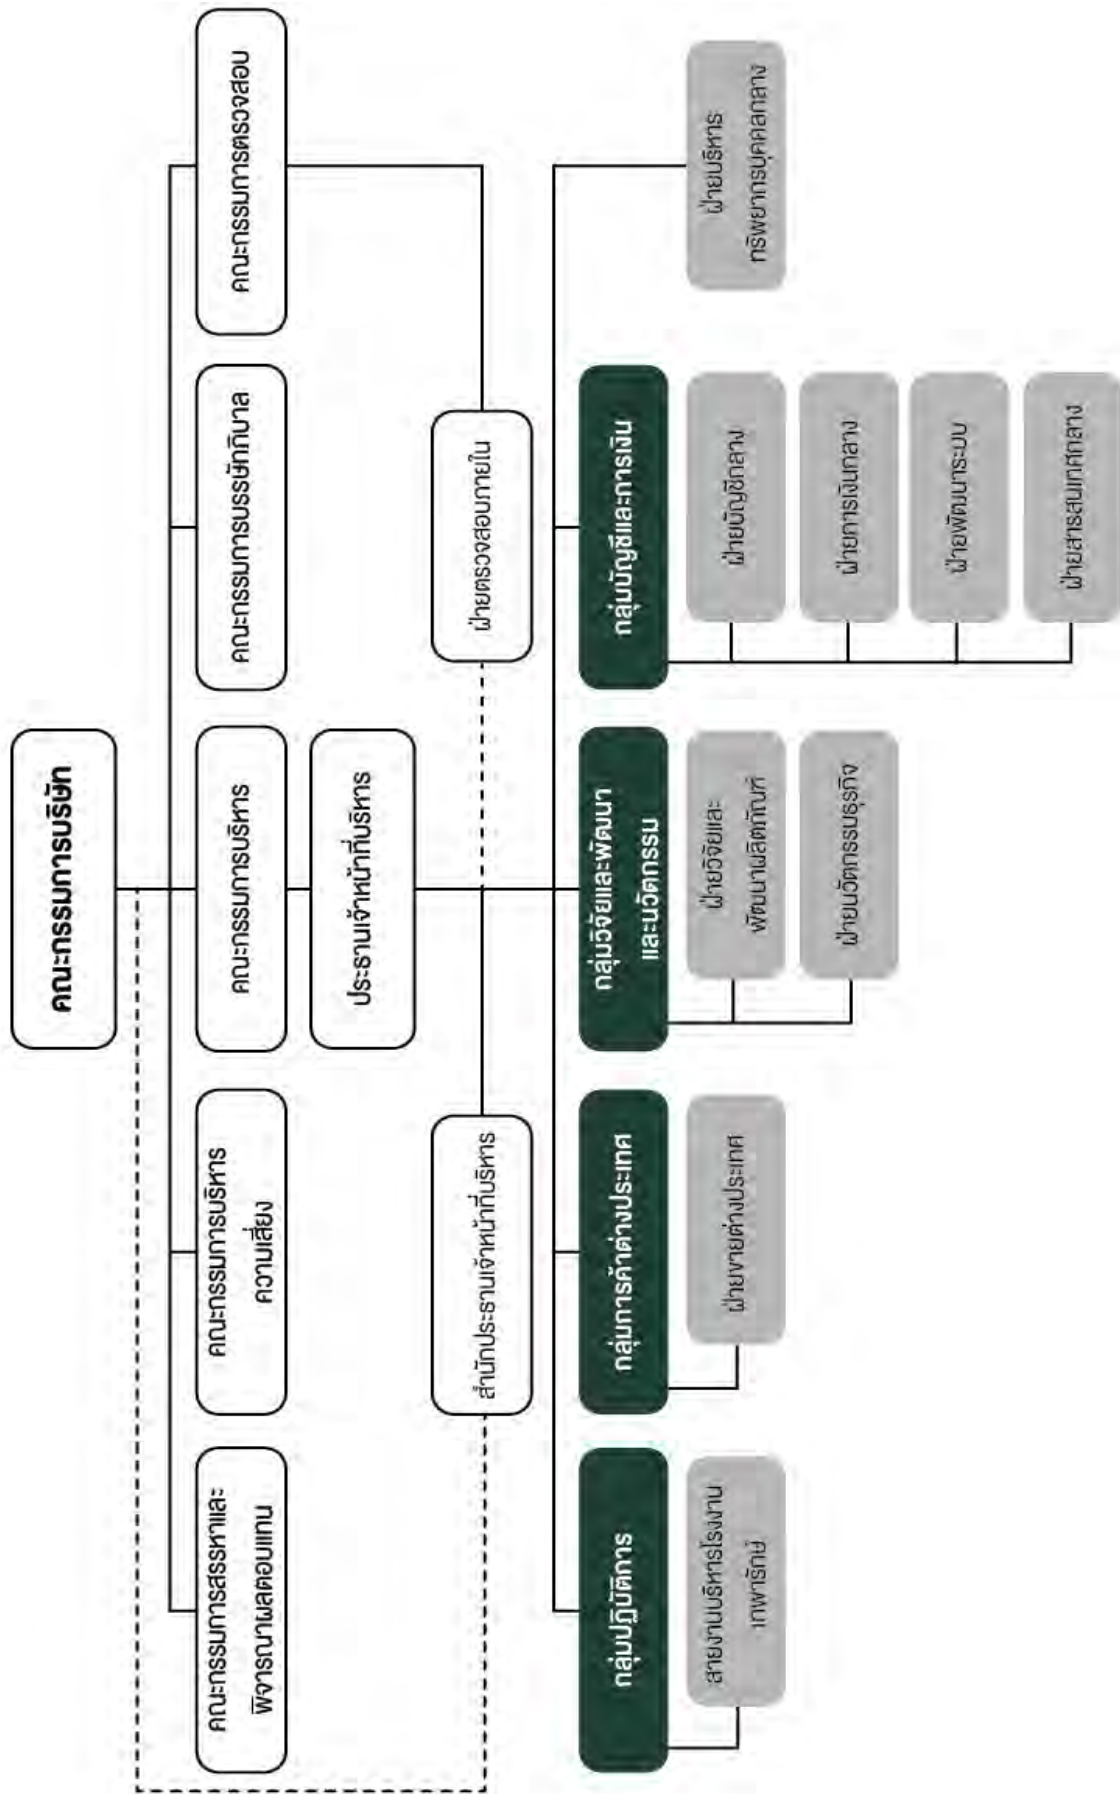 คณะกรรมการบริษัท
คณะกรรมการสรรหาและ
พิจารณาผลตอบแทน
คณะกรรมการบริหาร
ความเสี่ยง
คณะกรรมการบริหาร
คณะกรรมการบรรษัทภิบาล
คณะกรรมการตรวจสอบ
ประธานเจ้าหน้าที่บริหาร
สำนักประธานเจ้าหน้าที่บริหาร
ฝ่ายตรวจสอบภายใน
กลุ่มปฏิบัติการ
กลุ่มการค้าต่างประเทศ
กลุ่มวิจัยและพัฒนา
และนวัตกรรม
กลุ่มบัญชีและการเงิน
สายงานบริหารโรงงาน
เทพารักษ์
ฝ่ายขายต่างประเทศ
ฝ่ายวิจัยและ
พัฒนาผลิตภัณฑ์
ฝ่ายนวัตกรรมธุรกิจ
ฝ่ายบัญชีกลาง
ฝ่ายการเงินกลาง
ฝ่ายพัฒนาระบบ
ฝ่ายสารสนเทศกลาง
ฝ่ายบริหาร
ทรัพยากรบุคคลกลาง